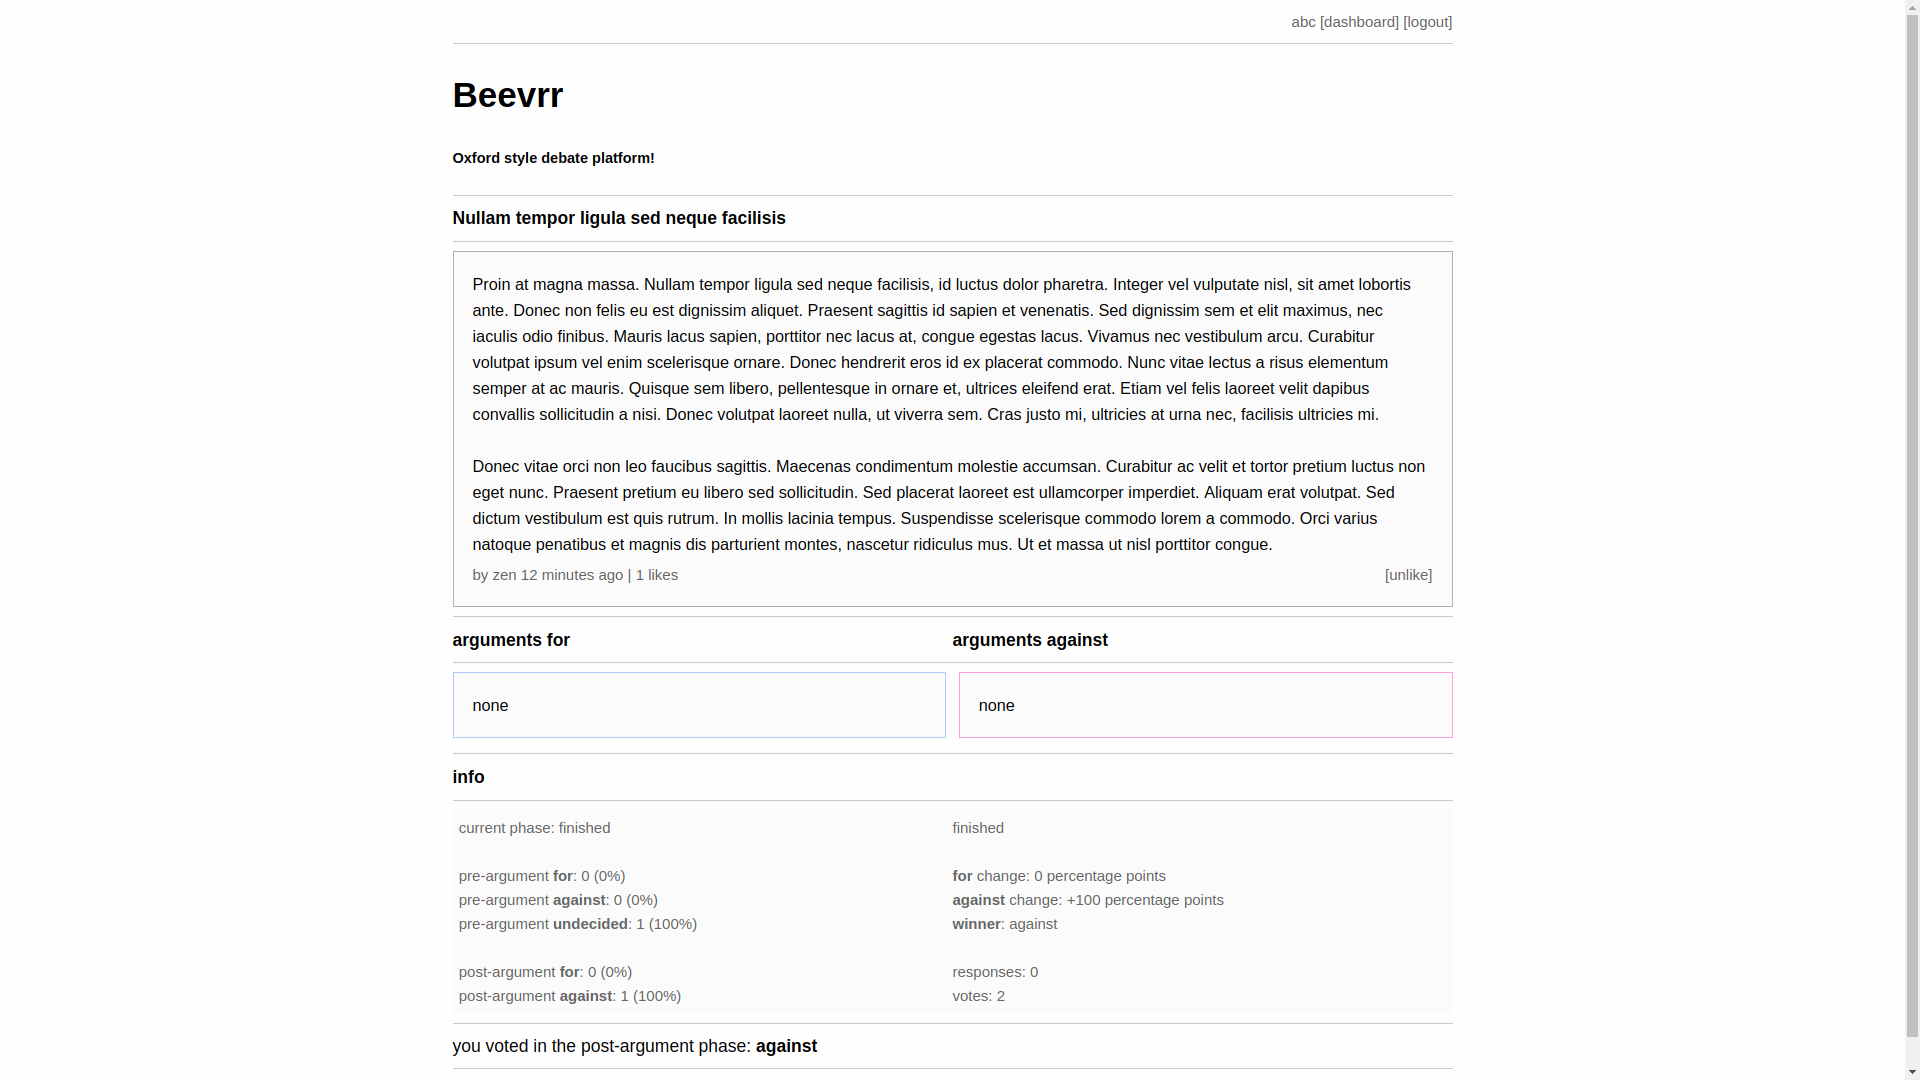 abc [dashboard] [logout]
Beevrr
Oxford style debate platform!
Nullam tempor ligula sed neque facilisis
Proin at magna massa. Nullam tempor ligula sed neque facilisis, id luctus dolor pharetra. Integer vel vulputate nisl, sit amet lobortis
ante. Donec non felis eu est dignissim aliquet. Praesent sagittis id sapien et venenatis. Sed dignissim sem et elit maximus, nec
iaculis odio finibus. Mauris lacus sapien, porttitor nec lacus at, congue egestas lacus. Vivamus nec vestibulum arcu. Curabitur
volutpat ipsum vel enim scelerisque ornare. Donec hendrerit eros id ex placerat commodo. Nunc vitae lectus a risus elementum
semper at ac mauris. Quisque sem libero, pellentesque in ornare et, ultrices eleifend erat. Etiam vel felis laoreet velit dapibus
convallis sollicitudin a nisi. Donec volutpat laoreet nulla, ut viverra sem. Cras justo mi, ultricies at urna nec, facilisis ultricies mi.
Donec vitae orci non leo faucibus sagittis. Maecenas condimentum molestie accumsan. Curabitur ac velit et tortor pretium luctus non
eget nunc. Praesent pretium eu libero sed sollicitudin. Sed placerat laoreet est ullamcorper imperdiet. Aliquam erat volutpat. Sed
dictum vestibulum est quis rutrum. In mollis lacinia tempus. Suspendisse scelerisque commodo lorem a commodo. Orci varius
natoque penatibus et magnis dis parturient montes, nascetur ridiculus mus. Ut et massa ut nisl porttitor congue.
by zen 12 minutes ago | 1 likes [unlike]
arguments for
arguments against
none
none
info
current phase: finished
pre-argument for: 0 (0%)
pre-argument against: 0 (0%)
pre-argument undecided: 1 (100%)
post-argument for: 0 (0%)
post-argument against: 1 (100%)
finished
for change: 0 percentage points
against change: +100 percentage points
winner: against
responses: 0
votes: 2
you voted in the post-argument phase: against